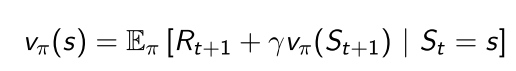 v_π(s) = 𝔼_π [R_{t+1} + γv_π(S_{t+1}) | S_t = s]